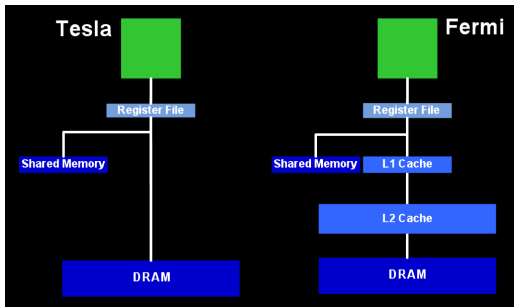 Tesla
Register File
Shared Memory
DRAM
Fermi
Register File
Shared Memory
L1 Cache
L2 Cache
DRAM